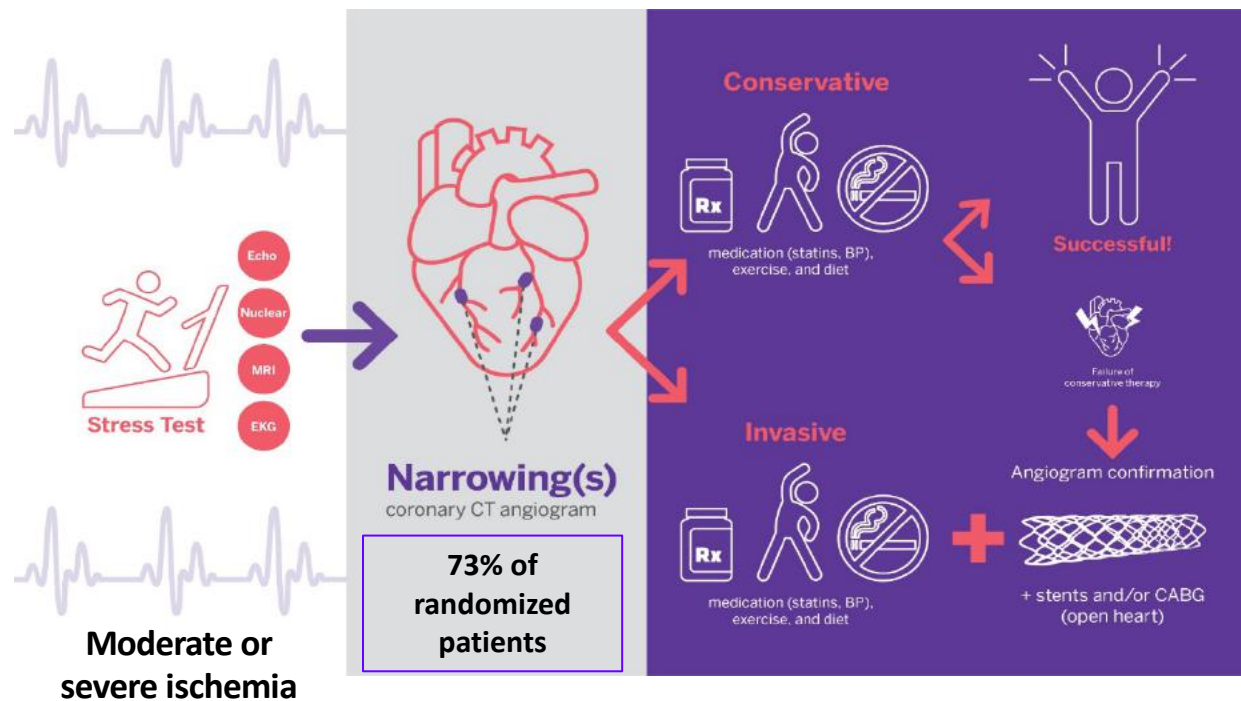 Echo
Nuclear
MRI
EKG
Stress Test
Moderate or
severe ischemia
Narrowing(s)
coronary CT angiogram
73% of
randomized
patients
Conservative
Rx
medication (statins, BP),
exercise, and diet
Successful!
Failure of
conservative therapy
Invasive
Rx
medication (statins, BP),
exercise, and diet
Angiogram confirmation
+ stents and/or CABG
(open heart)